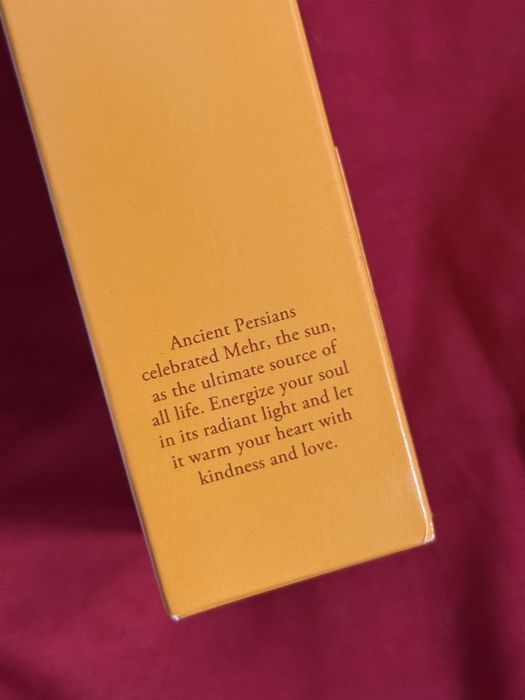 Ancient Persians
celebrated Mehr, the sun,
as the ultimate source of
all life. Energize your soul
in its radiant light and let
it warm your heart with
kindness and love.